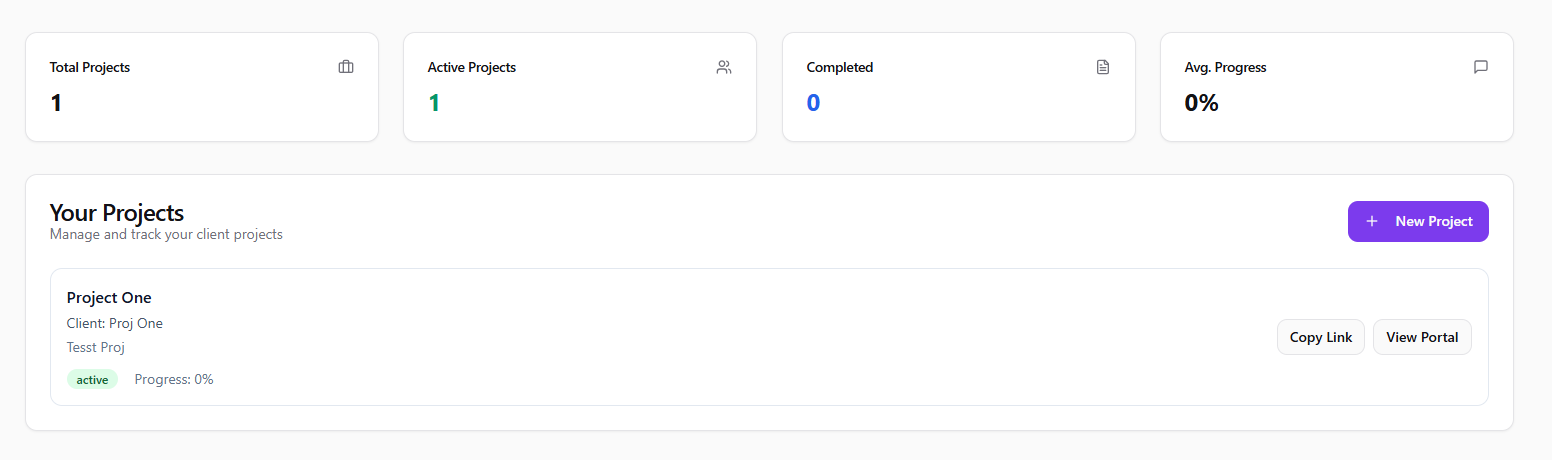 Total Projects
1
Active Projects
1
Completed
0
Avg. Progress
0%
Your Projects
Manage and track your client projects
New Project
Project One
Client: Proj One
Tesst Proj
active Progress: 0%
Copy Link
View Portal